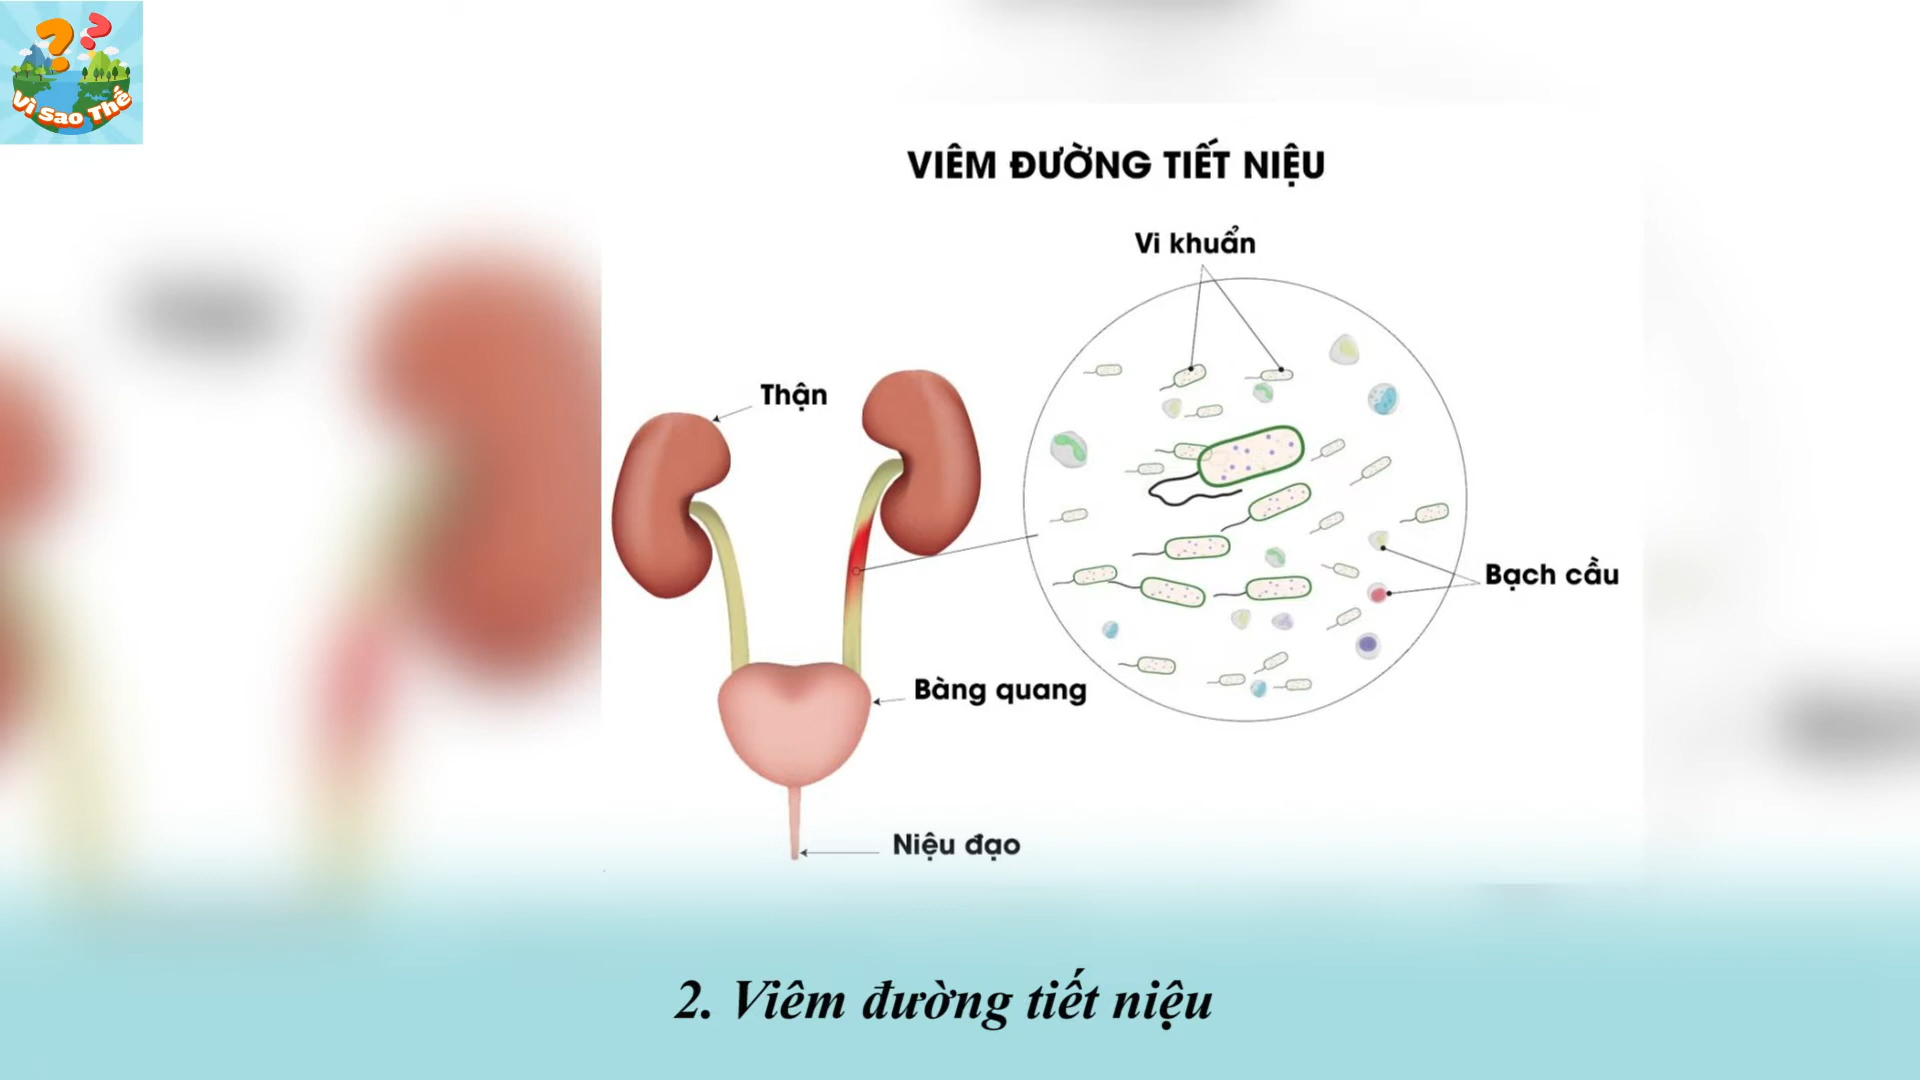 Vì Sao Thế
VIÊM ĐƯỜNG TIẾT NIỆU
Vi khuẩn
Thận
Bạch cầu
Bàng quang
Niệu đạo
2. Viêm đường tiết niệu